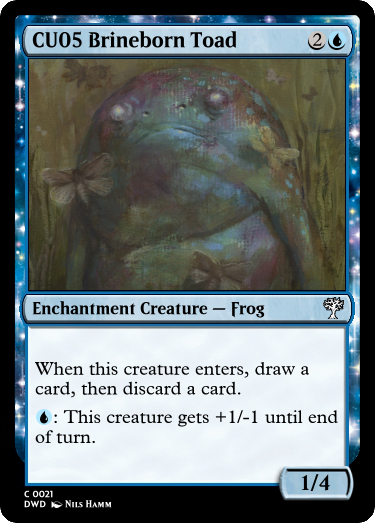 CU05 Brineborn Toad 2
Enchantment Creature — Frog
When this creature enters, draw a
card, then discard a card.
: This creature gets +1/-1 until end
of turn.
1/4
C 0021
DWD Nils Hamm